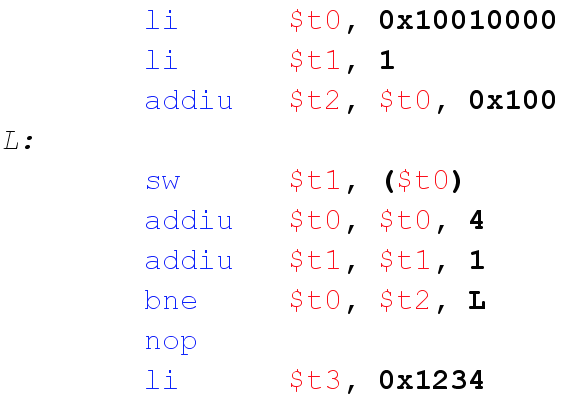 li $t0, 0x10010000
li $t1, 1
addiu $t2, $t0, 0x100
L:
sw $t1, ($t0)
addiu $t0, $t0, 4
addiu $t1, $t1, 1
bne $t0, $t2, L
nop
li $t3, 0x1234